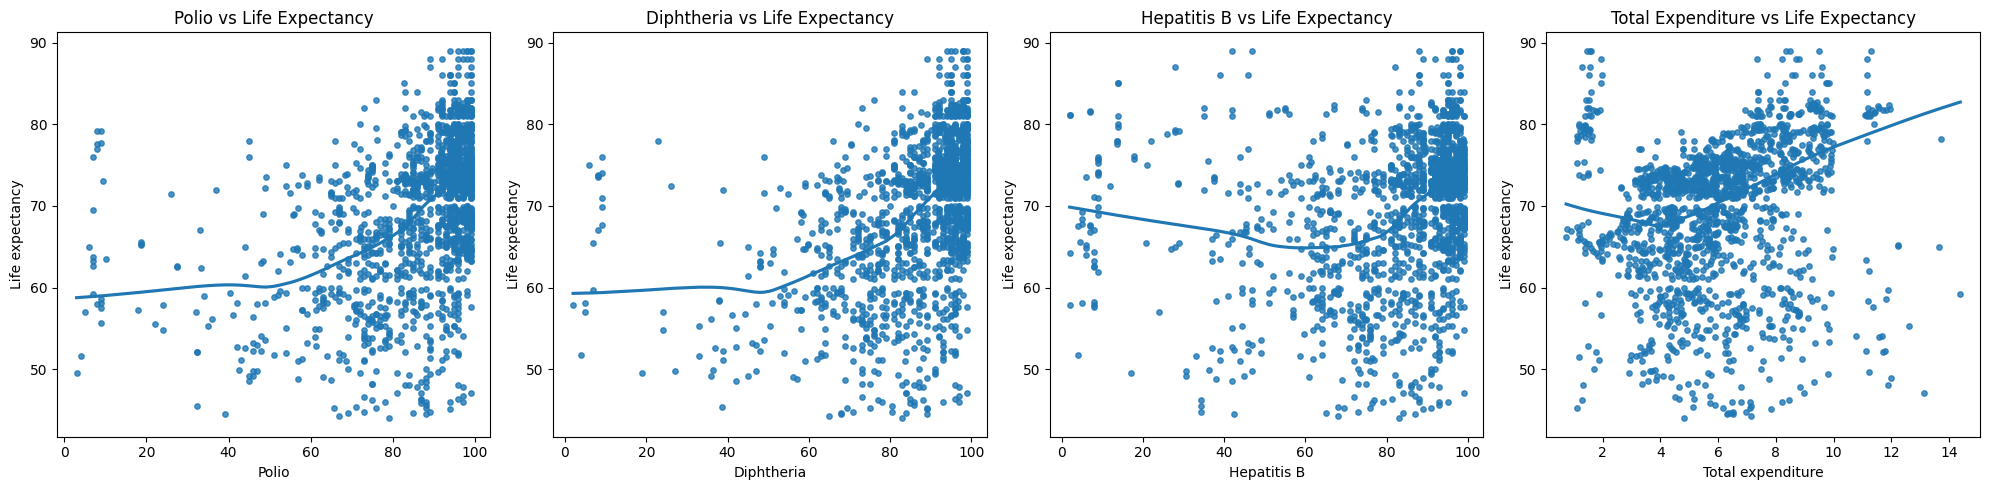 Polio vs Life Expectancy
90
80
70
60
50
Life expectancy
0 20 40 60 80 100
Polio
Diphtheria vs Life Expectancy
90
80
70
60
50
Life expectancy
0 20 40 60 80 100
Diphtheria
Hepatitis B vs Life Expectancy
90
80
70
60
50
Life expectancy
0 20 40 60 80 100
Hepatitis B
Total Expenditure vs Life Expectancy
90
80
70
60
50
Life expectancy
2 4 6 8 10 12 14
Total expenditure